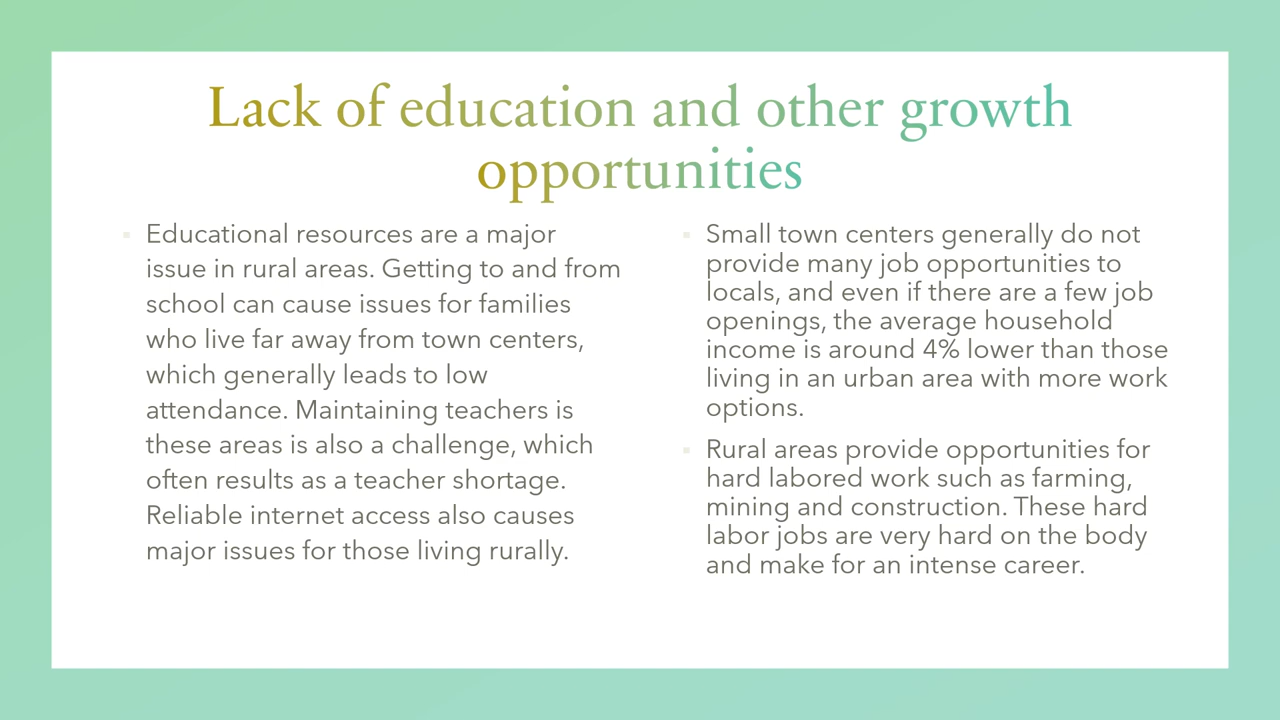 Lack of education and other growth
opportunities
Educational resources are a major
issue in rural areas. Getting to and from
school can cause issues for families
who live far away from town centers,
which generally leads to low
attendance. Maintaining teachers is
these areas is also a challenge, which
often results as a teacher shortage.
Reliable internet access also causes
major issues for those living rurally.
Small town centers generally do not
provide many job opportunities to
locals, and even if there are a few job
openings, the average household
income is around 4% lower than those
living in an urban area with more work
options.
Rural areas provide opportunities for
hard labored work such as farming,
mining and construction. These hard
labor jobs are very hard on the body
and make for an intense career.